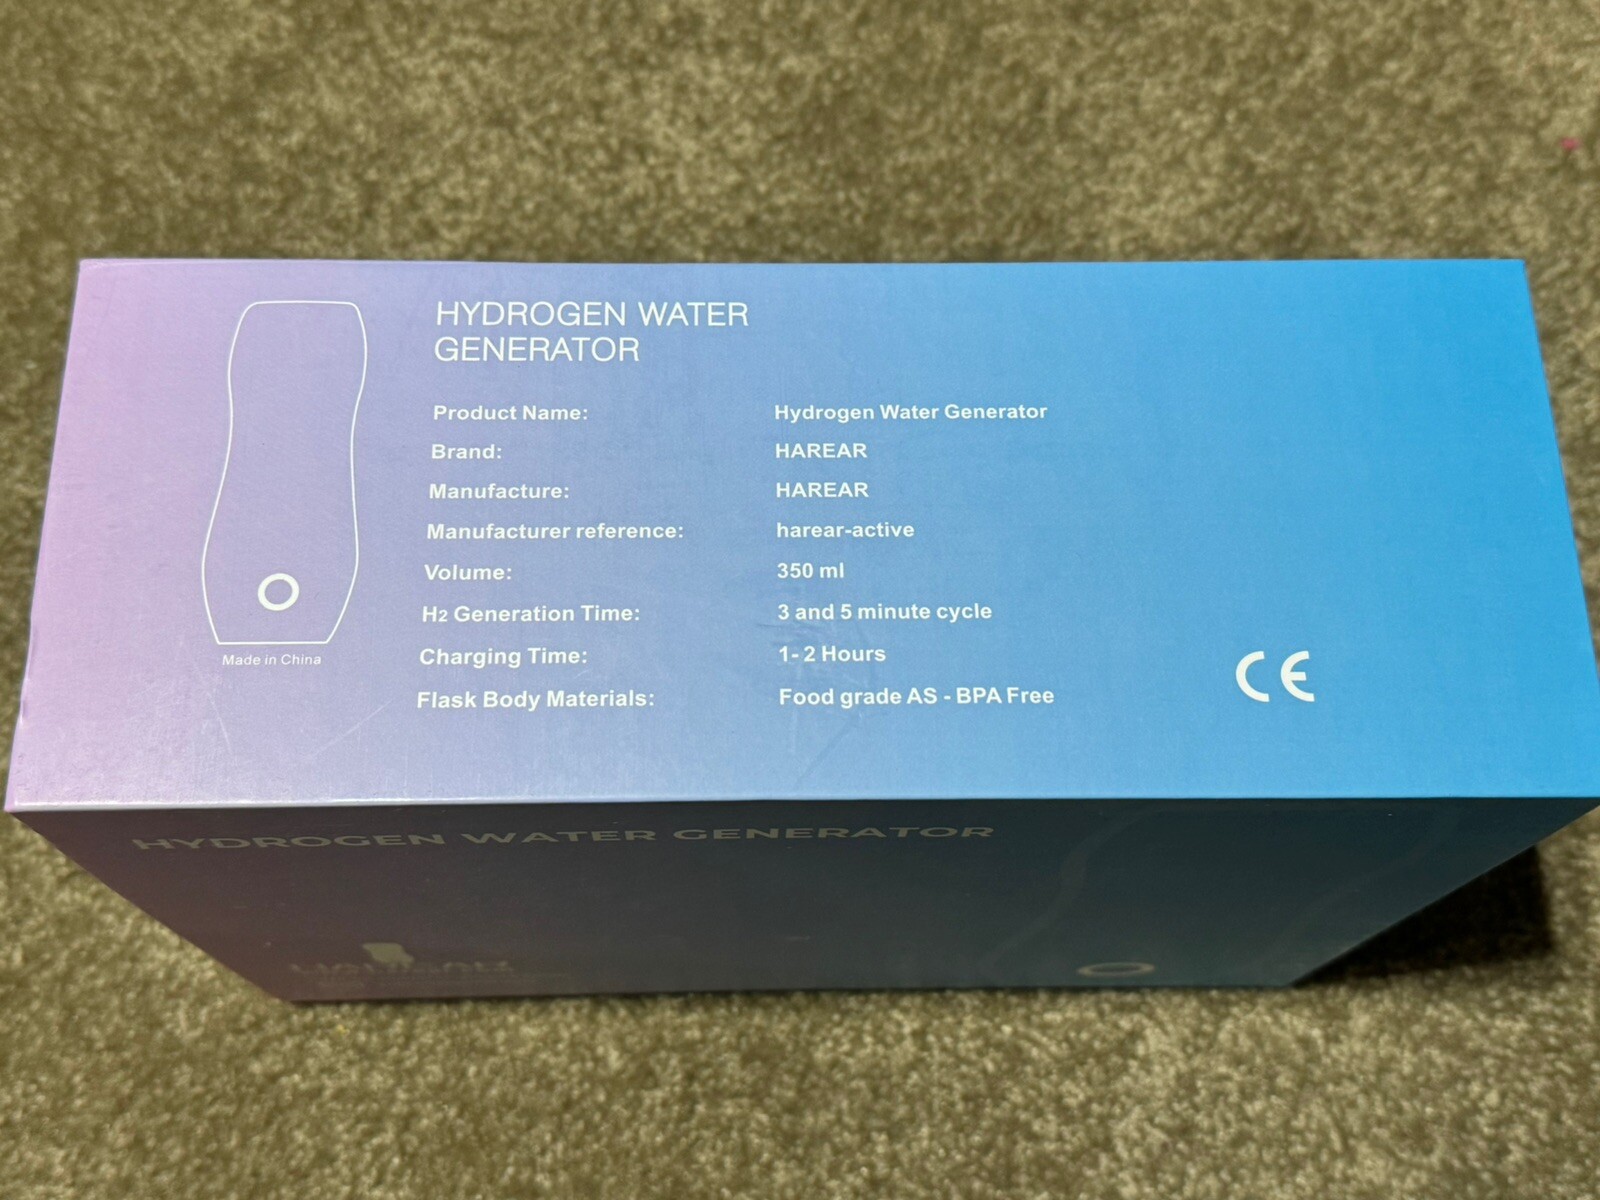 HYDROGEN WATER
GENERATOR
Product Name: Hydrogen Water Generator
Brand: HAREAR
Manufacture: HAREAR
Manufacturer reference: harear-active
Volume: 350 ml
H2 Generation Time: 3 and 5 minute cycle
Charging Time: 1- 2 Hours
Flask Body Materials: Food grade AS - BPA Free
Made in China
CE
HYDROGEN WATER GENERATOR